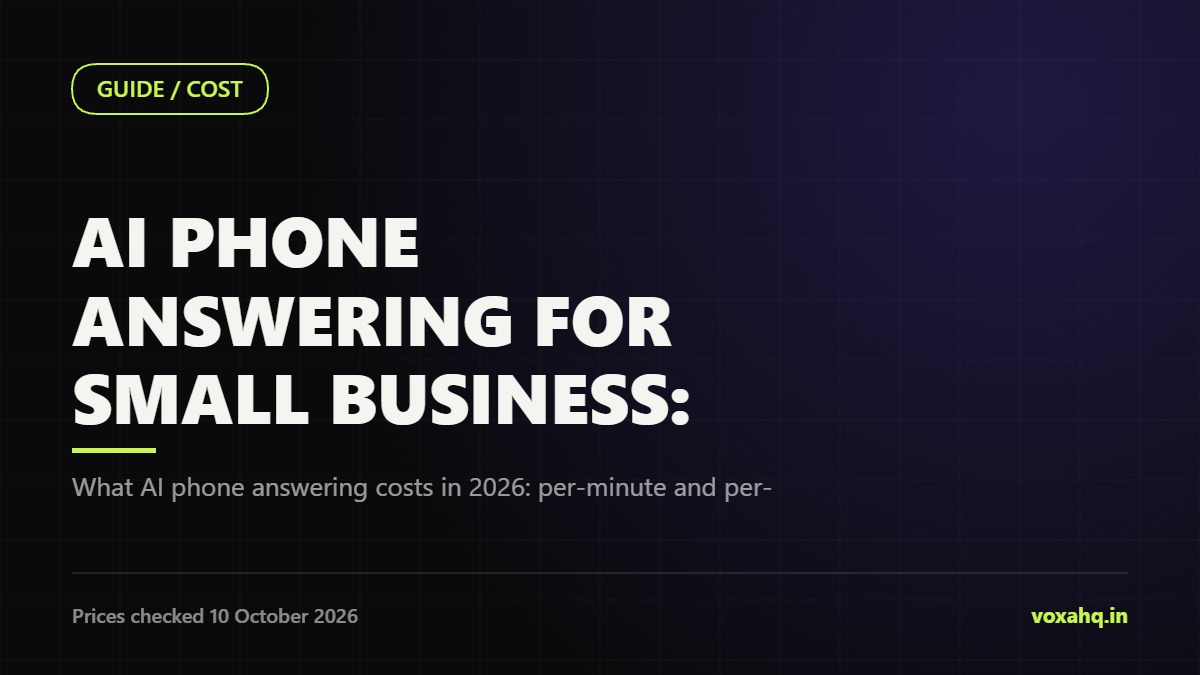 GUIDE / COST
AI PHONE
ANSWERING FOR
SMALL BUSINESS:
What AI phone answering costs in 2026: per-minute and per-
Prices checked 10 October 2026
voxahq.in